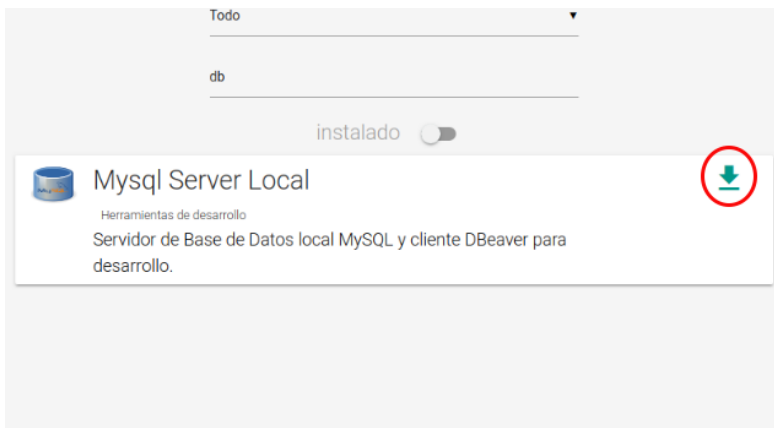 Todo
db
instalado
Mysql Server Local
Herramientas de desarrollo
Servidor de Base de Datos local MySQL y cliente DBeaver para
desarrollo.